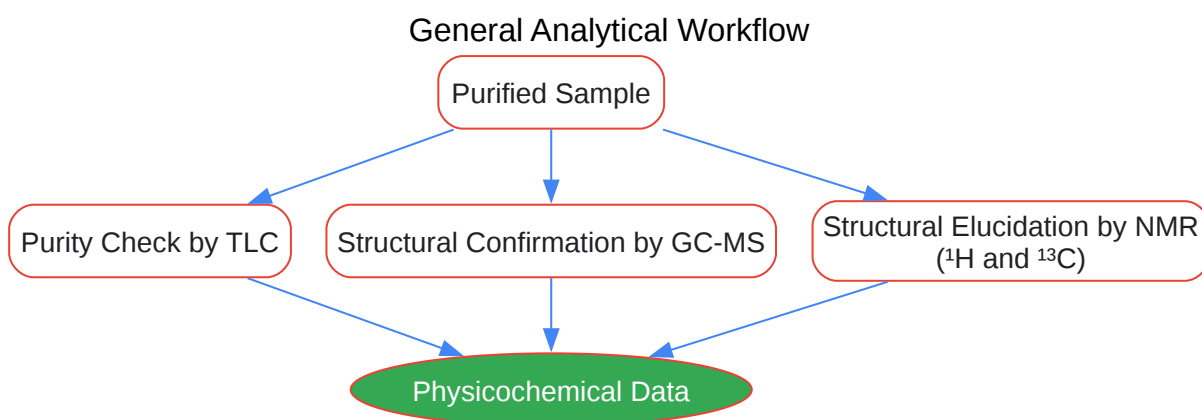 General Analytical Workflow
Purified Sample
Purity Check by TLC
Structural Confirmation by GC-MS
Structural Elucidation by NMR
(¹H and ¹³C)
Physicochemical Data